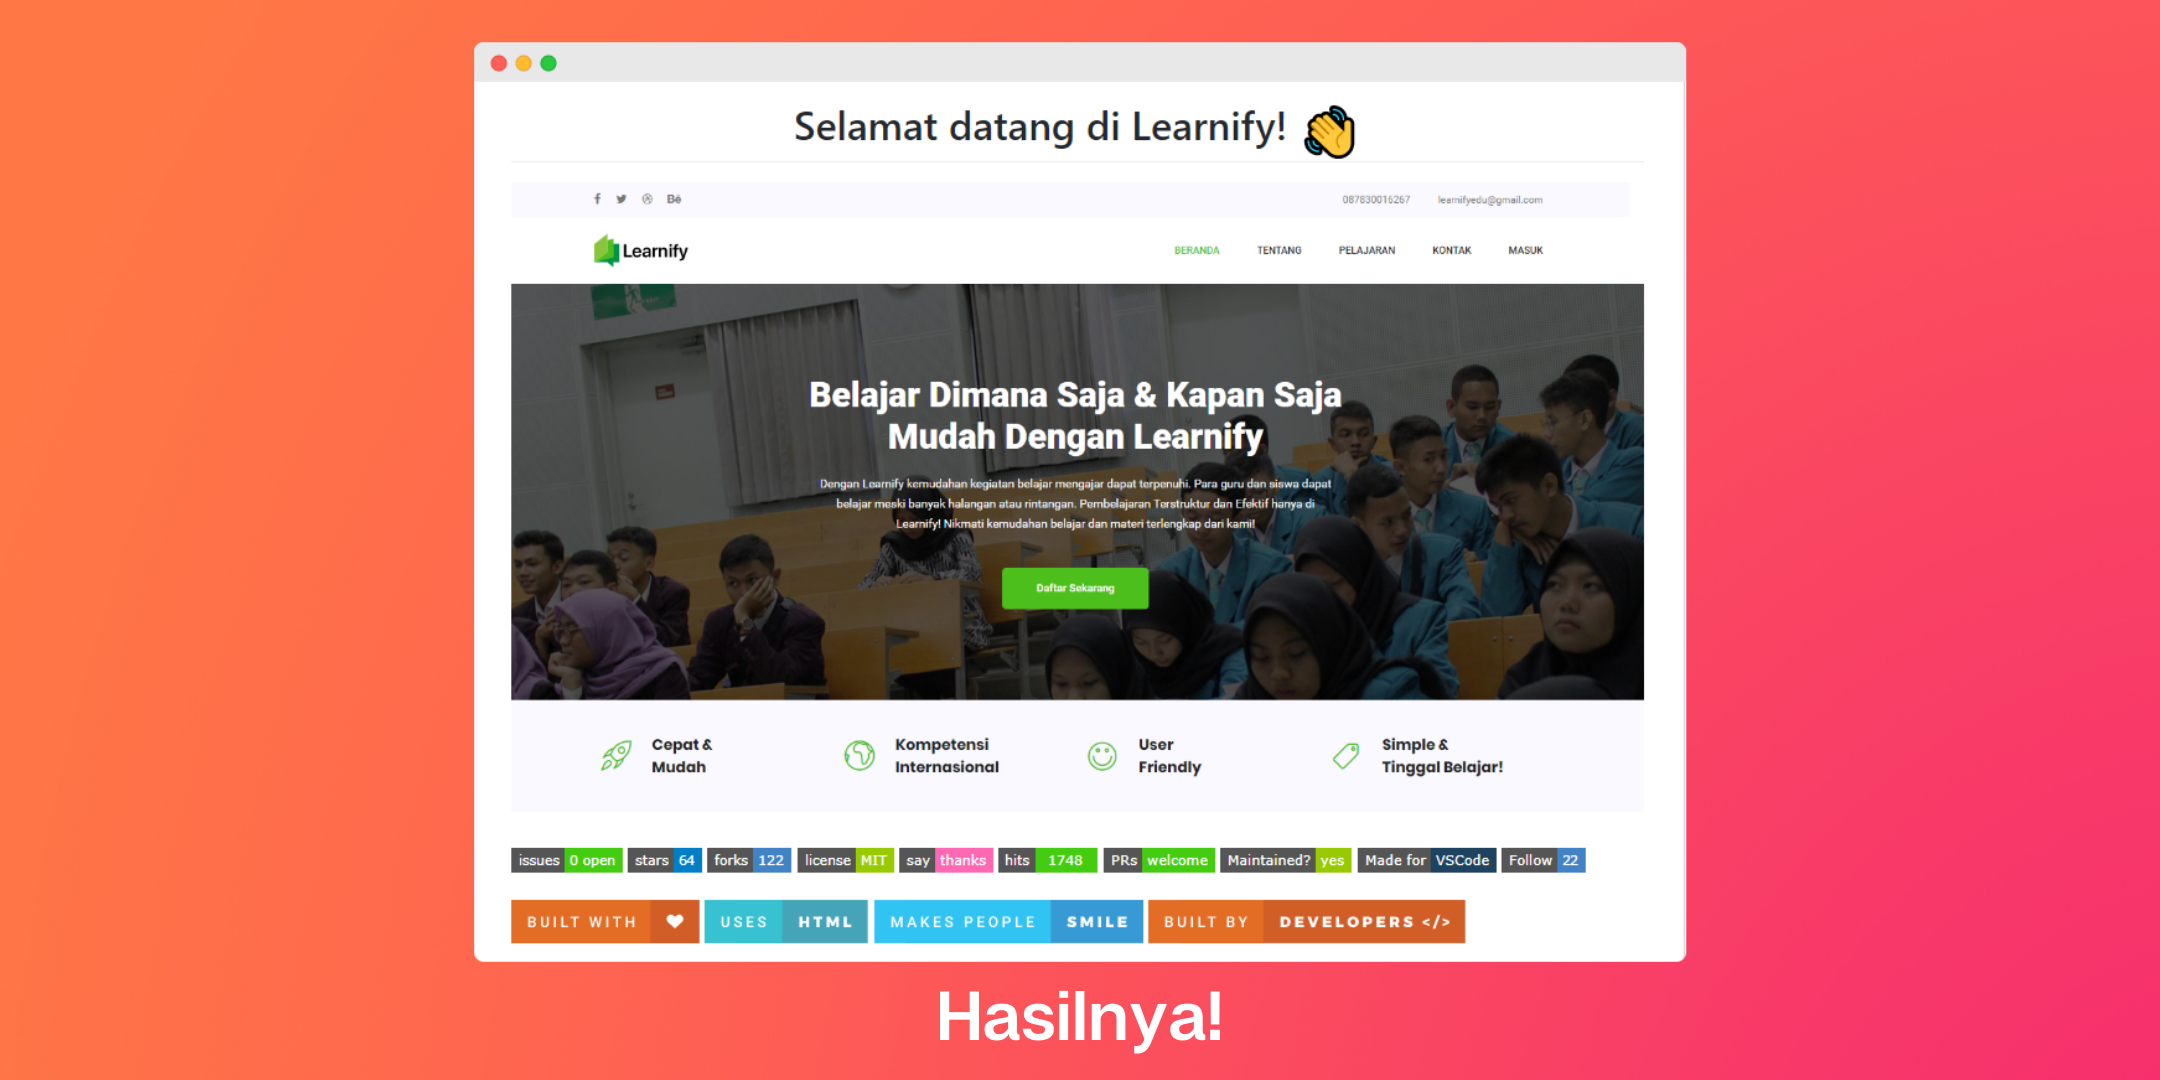 Selamat datang di Learnify!
087830016267 learnifyedu@gmail.com
Learnify
BERANDA TENTANG PELAJARAN KONTAK MASUK
Belajar Dimana Saja & Kapan Saja
Mudah Dengan Learnify
Dengan Learnify kemudahan kegiatan belajar mengajar dapat terpenuhi. Para guru dan siswa dapat
belajar meski banyak halangan atau rintangan. Pembelajaran Terstruktur dan Efektif hanya di
Learnify! Nikmati kemudahan belajar dan materi terlengkap dari kami!
Daftar Sekarang
Cepat &
Mudah
Kompetensi
Internasional
User
Friendly
Simple &
Tinggal Belajar!
issues 0 open stars 64 forks 122 license MIT say thanks hits 1748 PRs welcome Maintained? yes Made for VSCode Follow 22
BUILT WITH ❤ USES HTML MAKES PEOPLE SMILE BUILT BY DEVELOPERS </>
Hasilnya!